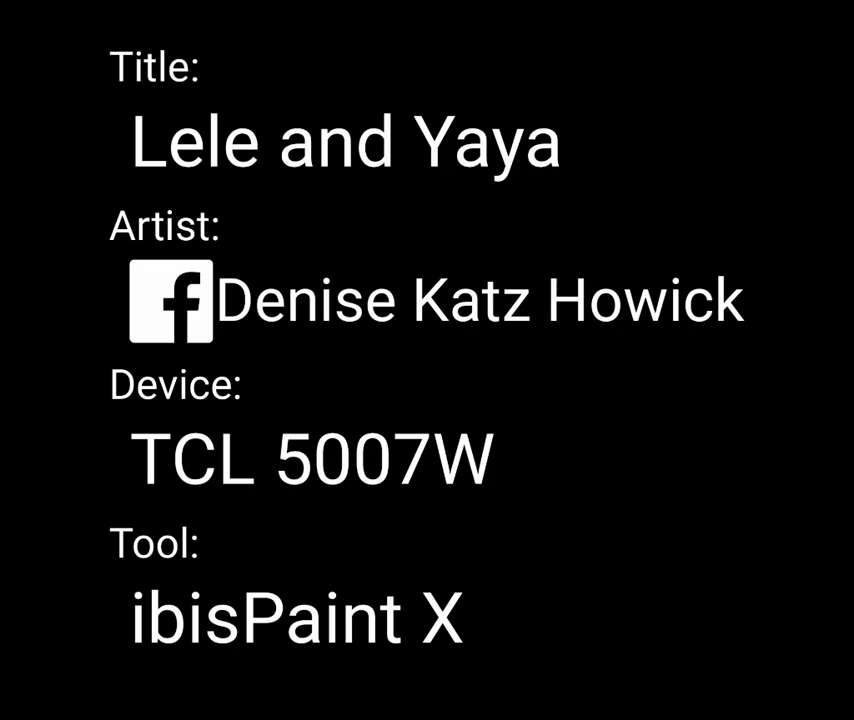 Title:
Lele and Yaya
Artist:
Denise Katz Howick
Device:
TCL 5007W
Tool:
ibisPaint X